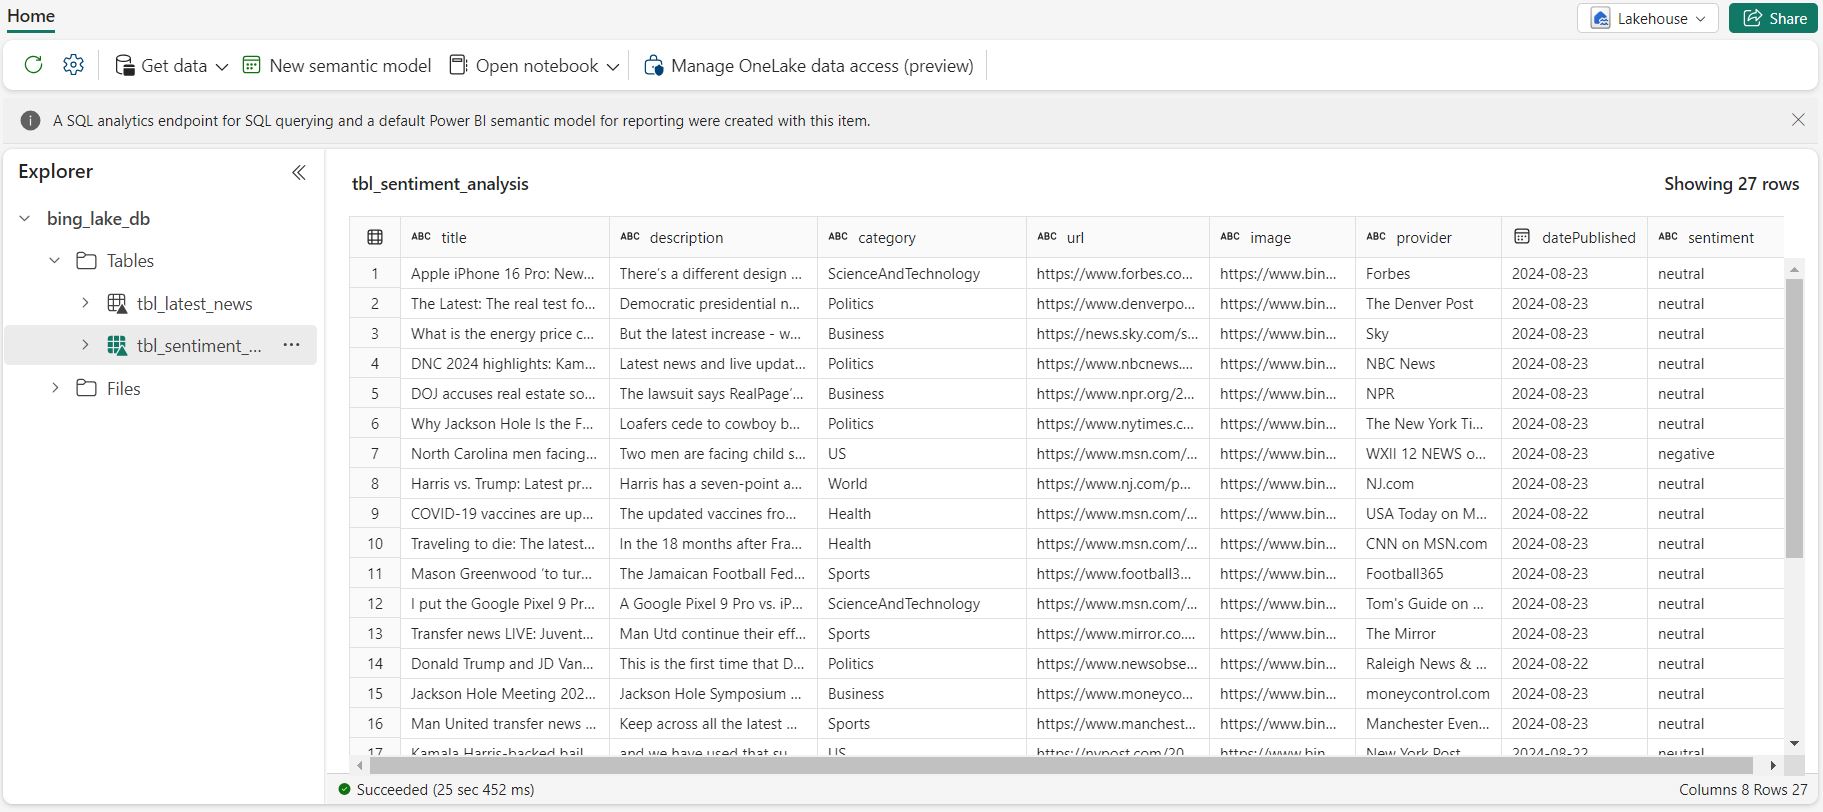 Home
Lakehouse Share
Get data New semantic model Open notebook Manage OneLake data access (preview)
A SQL analytics endpoint for SQL querying and a default Power BI semantic model for reporting were created with this item.
Explorer
bing_lake_db
Tables
tbl_latest_news
tbl_sentiment_...
Files
tbl_sentiment_analysis Showing 27 rows
ABC title ABC description ABC category ABC url ABC image ABC provider datePublished ABC sentiment
1 Apple iPhone 16 Pro: New... There's a different design ... ScienceAndTechnology https://www.forbes.co... https://www.bin... Forbes 2024-08-23 neutral
2 The Latest: The real test fo... Democratic presidential n... Politics https://www.denverpo... https://www.bin... The Denver Post 2024-08-23 neutral
3 What is the energy price c... But the latest increase - w... Business https://news.sky.com/s... https://www.bin... Sky 2024-08-23 neutral
4 DNC 2024 highlights: Kam... Latest news and live updat... Politics https://www.nbcnews.... https://www.bin... NBC News 2024-08-23 neutral
5 DOJ accuses real estate so... The lawsuit says RealPage'... Business https://www.npr.org/2... https://www.bin... NPR 2024-08-23 neutral
6 Why Jackson Hole Is the F... Loafers cede to cowboy b... Politics https://www.nytimes.c... https://www.bin... The New York Ti... 2024-08-23 neutral
7 North Carolina men facing... Two men are facing child s... US https://www.msn.com/... https://www.bin... WXII 12 NEWS o... 2024-08-23 negative
8 Harris vs. Trump: Latest pr... Harris has a seven-point a... World https://www.nj.com/p... https://www.bin... NJ.com 2024-08-23 neutral
9 COVID-19 vaccines are up... The updated vaccines fro... Health https://www.msn.com/... https://www.bin... USA Today on M... 2024-08-22 neutral
10 Traveling to die: The latest... In the 18 months after Fra... Health https://www.msn.com/... https://www.bin... CNN on MSN.com 2024-08-23 neutral
11 Mason Greenwood 'to tur... The Jamaican Football Fed... Sports https://www.football3... https://www.bin... Football365 2024-08-23 neutral
12 I put the Google Pixel 9 Pr... A Google Pixel 9 Pro vs. iP... ScienceAndTechnology https://www.msn.com/... https://www.bin... Tom's Guide on ... 2024-08-23 neutral
13 Transfer news LIVE: Juvent... Man Utd continue their eff... Sports https://www.mirror.co.... https://www.bin... The Mirror 2024-08-23 neutral
14 Donald Trump and JD Van... This is the first time that D... Politics https://www.newsobse... https://www.bin... Raleigh News & ... 2024-08-22 neutral
15 Jackson Hole Meeting 202... Jackson Hole Symposium ... Business https://www.moneyco... https://www.bin... moneycontrol.com 2024-08-23 neutral
16 Man United transfer news ... Keep across all the latest ... Sports https://www.manchest... https://www.bin... Manchester Even... 2024-08-23 neutral
17 Kamala Harris-backed bail... and we have used that su... US https://nypost.com/20... https://www.bin... New York Post 2024-08-22 neutral
Succeeded (25 sec 452 ms) Columns 8 Rows 27